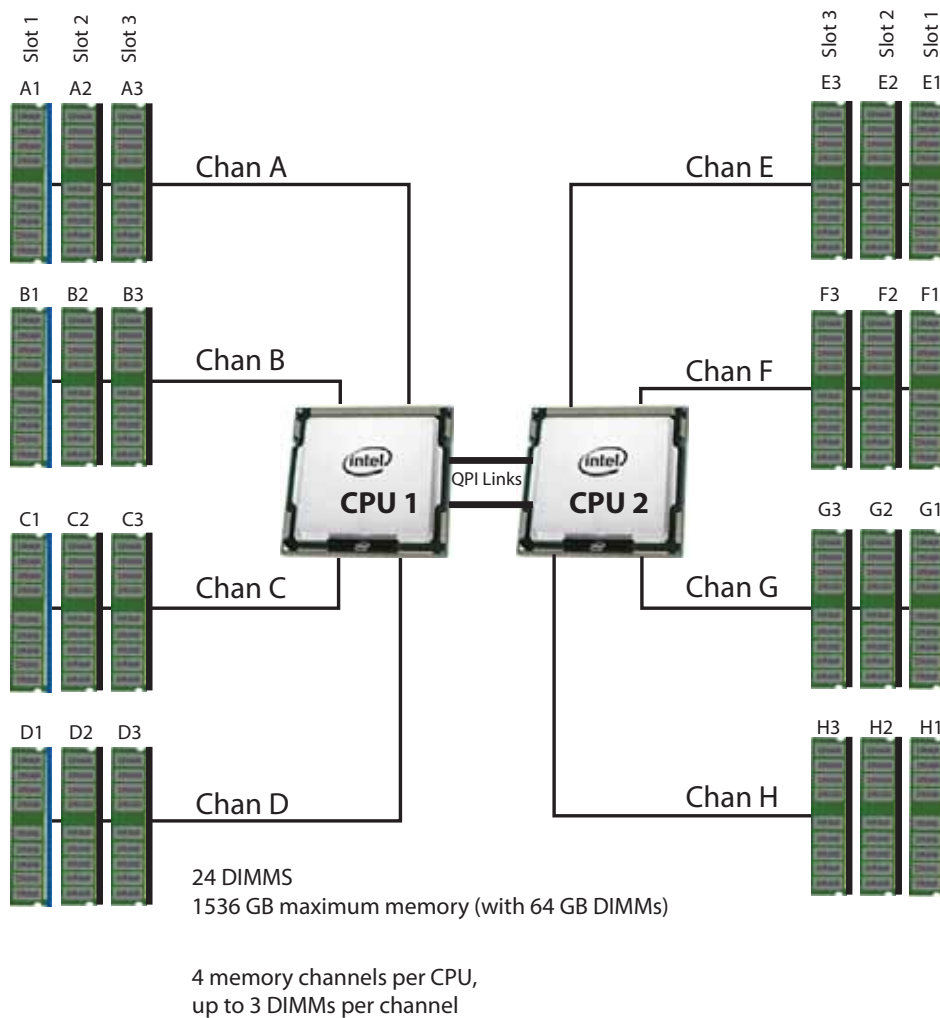 Slot 1
Slot 2
Slot 3
Slot 3
Slot 2
Slot 1
A1 A2 A3
E3 E2 E1
Chan A
Chan E
B1 B2 B3
F3 F2 F1
Chan B
Chan F
intel
CPU 1
QPI Links
intel
CPU 2
C1 C2 C3
G3 G2 G1
Chan C
Chan G
D1 D2 D3
H3 H2 H1
Chan D
Chan H
24 DIMMS
1536 GB maximum memory (with 64 GB DIMMs)
4 memory channels per CPU,
up to 3 DIMMs per channel